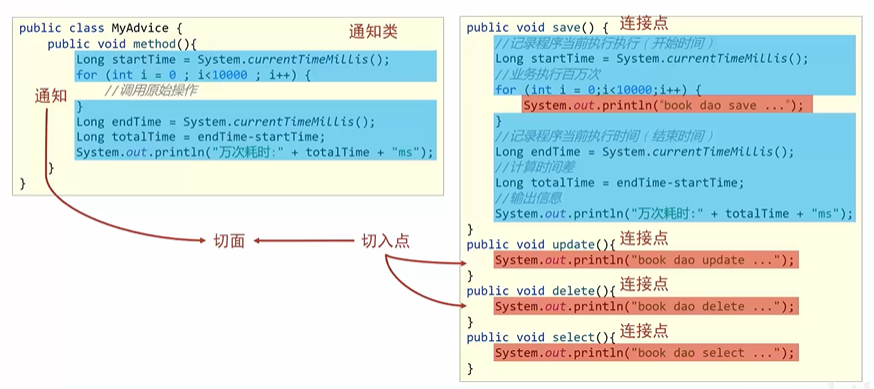 public class MyAdvice {
通知类
public void method(){
Long startTime = System.currentTimeMillis();
for (int i = 0 ; i<10000 ; i++) {
//调用原始操作
}
通知
Long endTime = System.currentTimeMillis();
Long totalTime = endTime-startTime;
System.out.println("万次耗时:" + totalTime + "ms");
}
}
切面
切入点
public void save() {
连接点
//记录程序当前执行执行（开始时间）
Long startTime = System.currentTimeMillis();
//业务执行百万次
for (int i = 0;i<10000;i++) {
System.out.println("book dao save ...");
}
//记录程序当前执行时间（结束时间）
Long endTime = System.currentTimeMillis();
//计算时间差
Long totalTime = endTime-startTime;
//输出信息
System.out.println("万次耗时:" + totalTime + "ms");
}
public void update(){
连接点
System.out.println("book dao update ...");
}
public void delete(){
连接点
System.out.println("book dao delete ...");
}
public void select(){
连接点
System.out.println("book dao select ...");
}